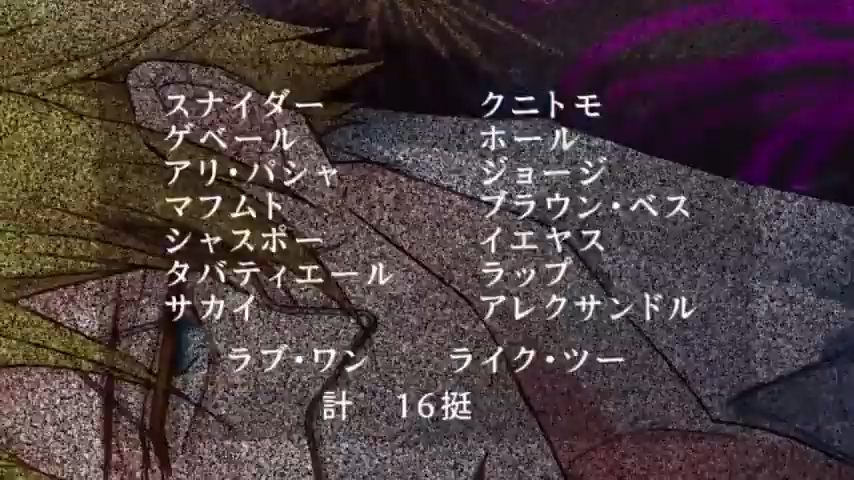 スナイダー　クニトモ
ゲベール　ホール
アリ・パシャ　ジョージ
マフムト　ブラウン・ベス
シャスポー　イエヤス
タバティエール　ラップ
サカイ　アレクサンドル
ラブ・ワン　ライク・ツー
計　16挺